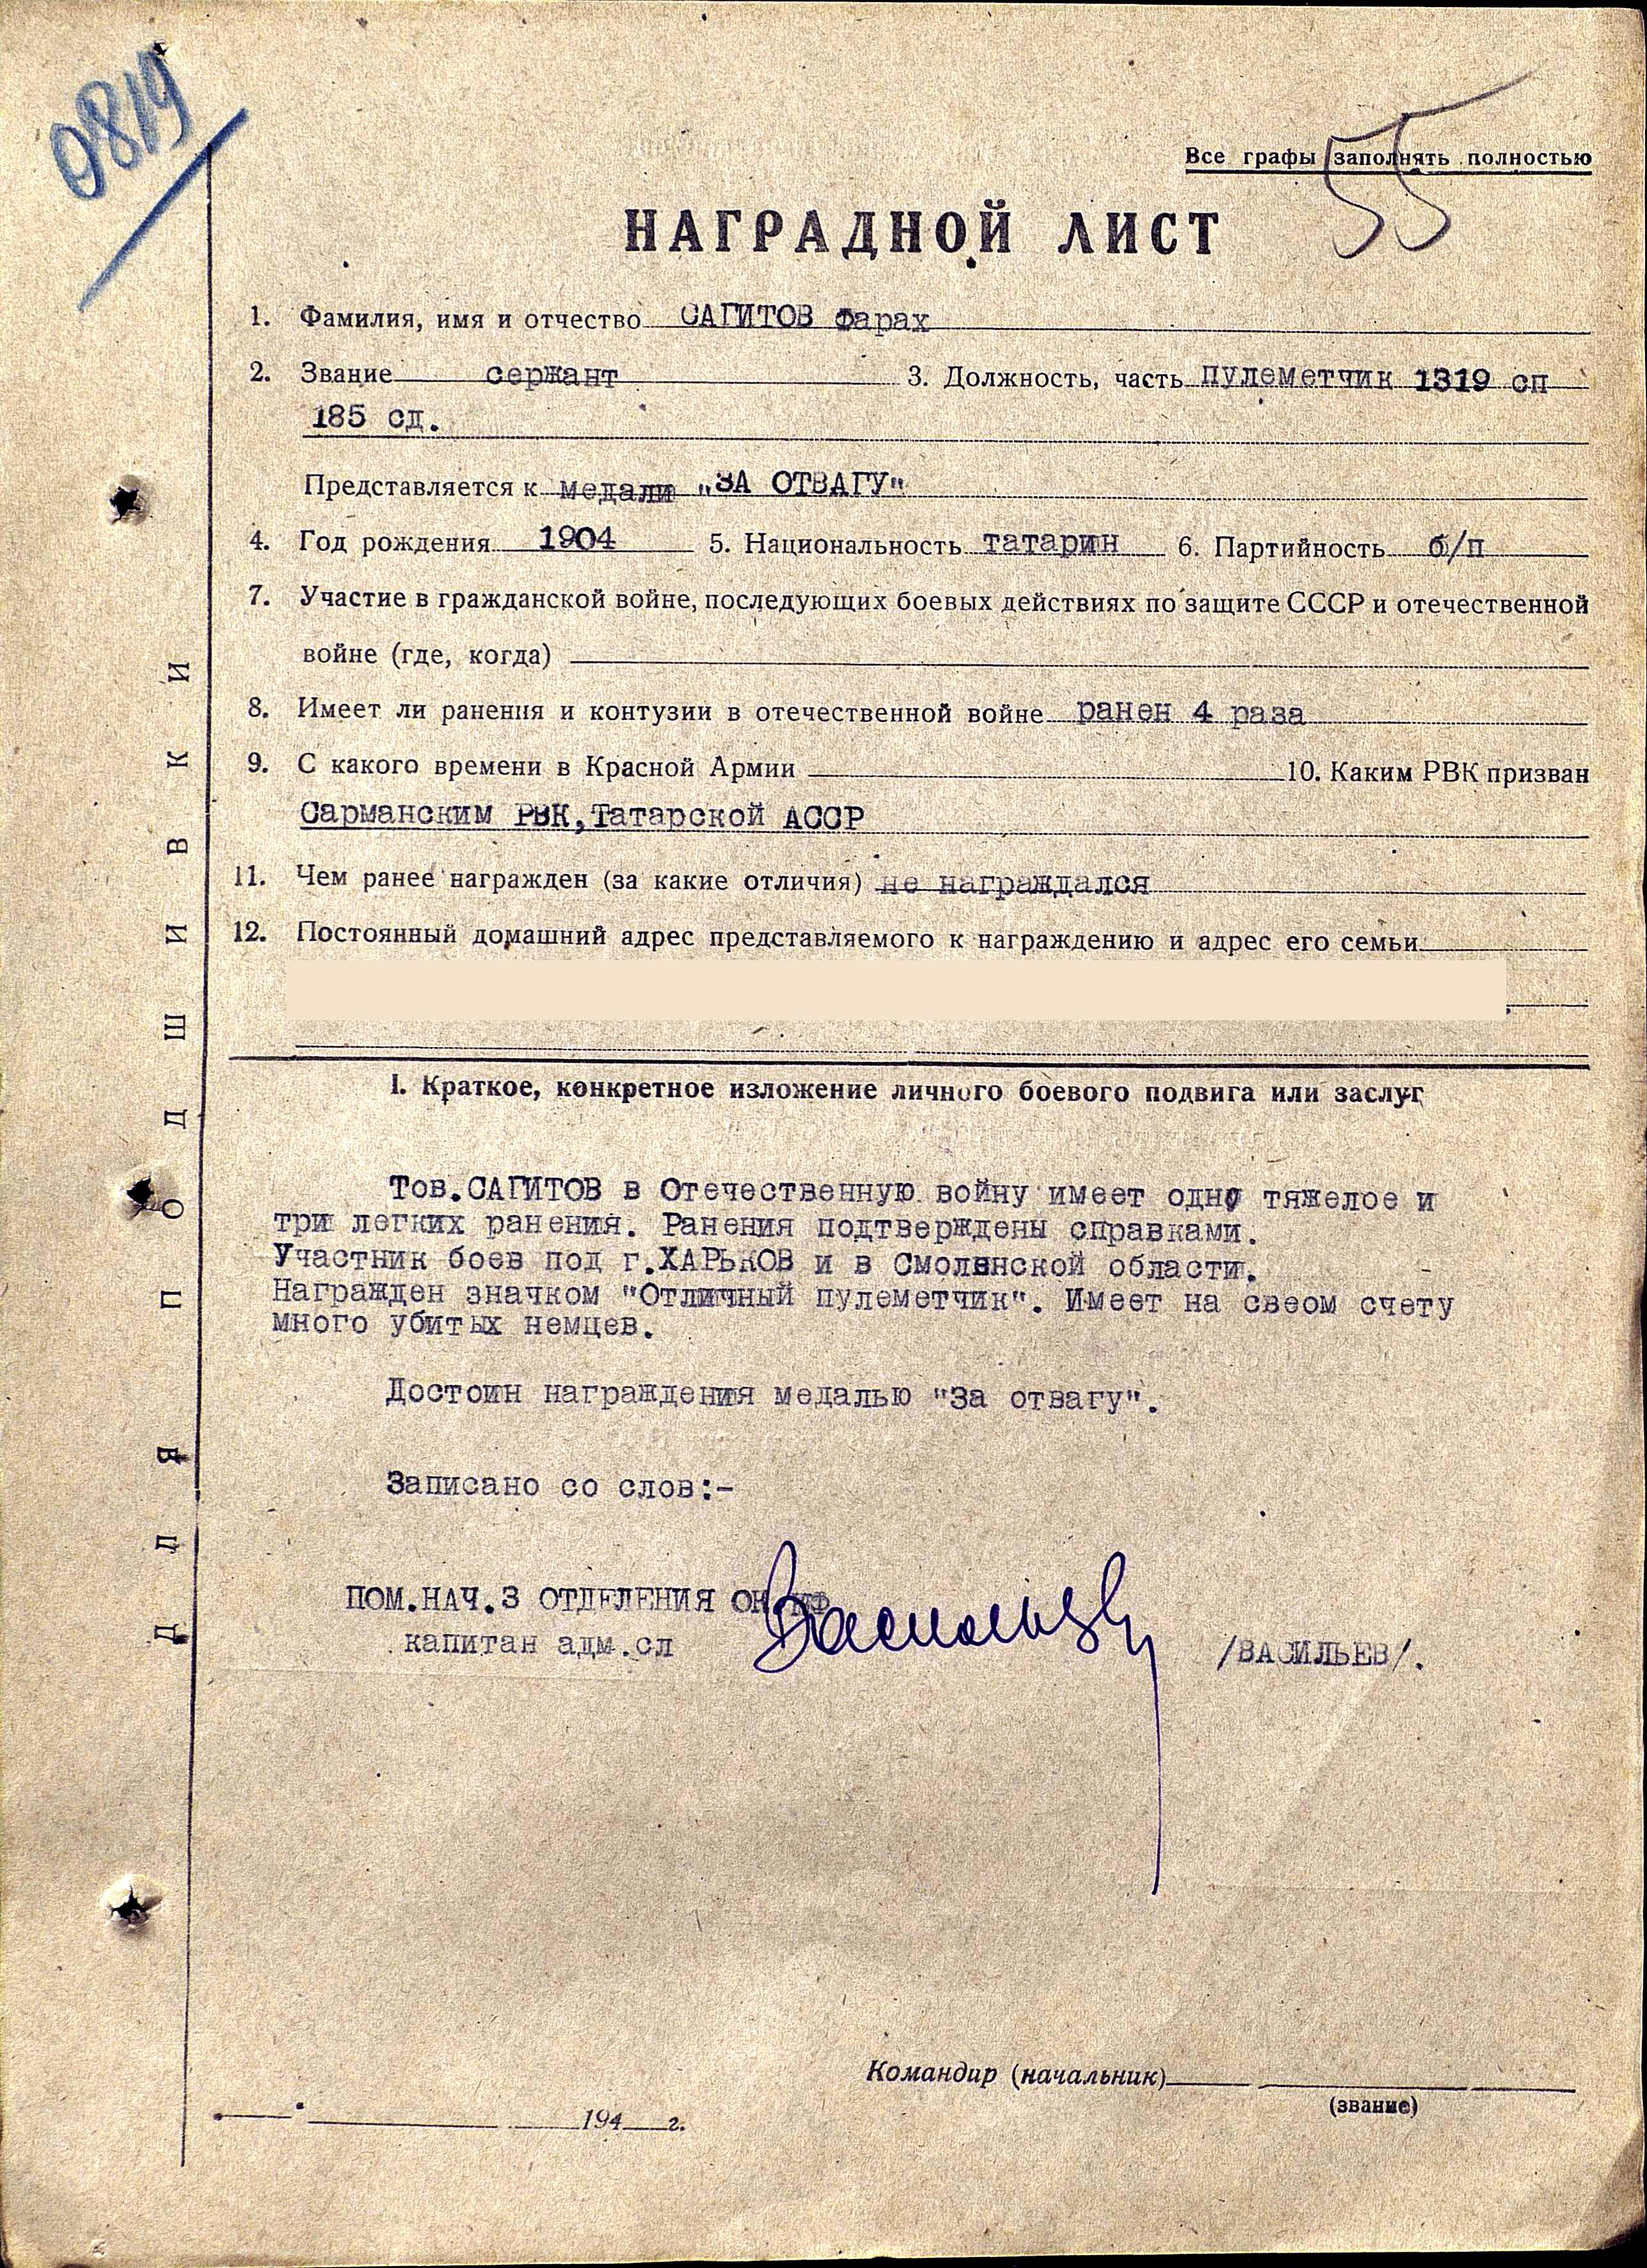 0819
55
Все графы заполнять полностью
НАГРАДНОЙ ЛИСТ
1. Фамилия, имя и отчество САГИТОВ Фарах
2. Звание сержант 3. Должность, часть пулеметчик 1319 сп
185 сд.
Представляется к медали „ЗА ОТВАГУ"
4. Год рождения 1904 5. Национальность татарин 6. Партийность б/п
7. Участие в гражданской войне, последующих боевых действиях по защите СССР и отечественной
войне (где, когда)
8. Имеет ли ранения и контузии в отечественной войне ранен 4 раза
9. С какого времени в Красной Армии 10. Каким РВК призван
Сарманским РВК, Татарской АССР
11. Чем ранее награжден (за какие отличия) не награждался
12. Постоянный домашний адрес представляемого к награждению и адрес его семьи
I. Краткое, конкретное изложение личного боевого подвига или заслуг
Тов.САГИТОВ в Отечественную войну имеет одно тяжелое и
три легких ранения. Ранения подтверждены справками.
Участник боев под г.ХАРЬКОВ и в Смоленской области.
Награжден значком "Отличный пулеметчик". Имеет на свеом счету
много убитых немцев.
Достоин награждения медалью "За отвагу".
Записано со слов:-
ПОМ.НАЧ.3 ОТДЕЛЕНИЯ
капитан адм.сл Васильев /ВАСИЛЬЕВ/.
Командир (начальник)
(звание)
194 г.
ДЛЯ ПОДШИВКИ